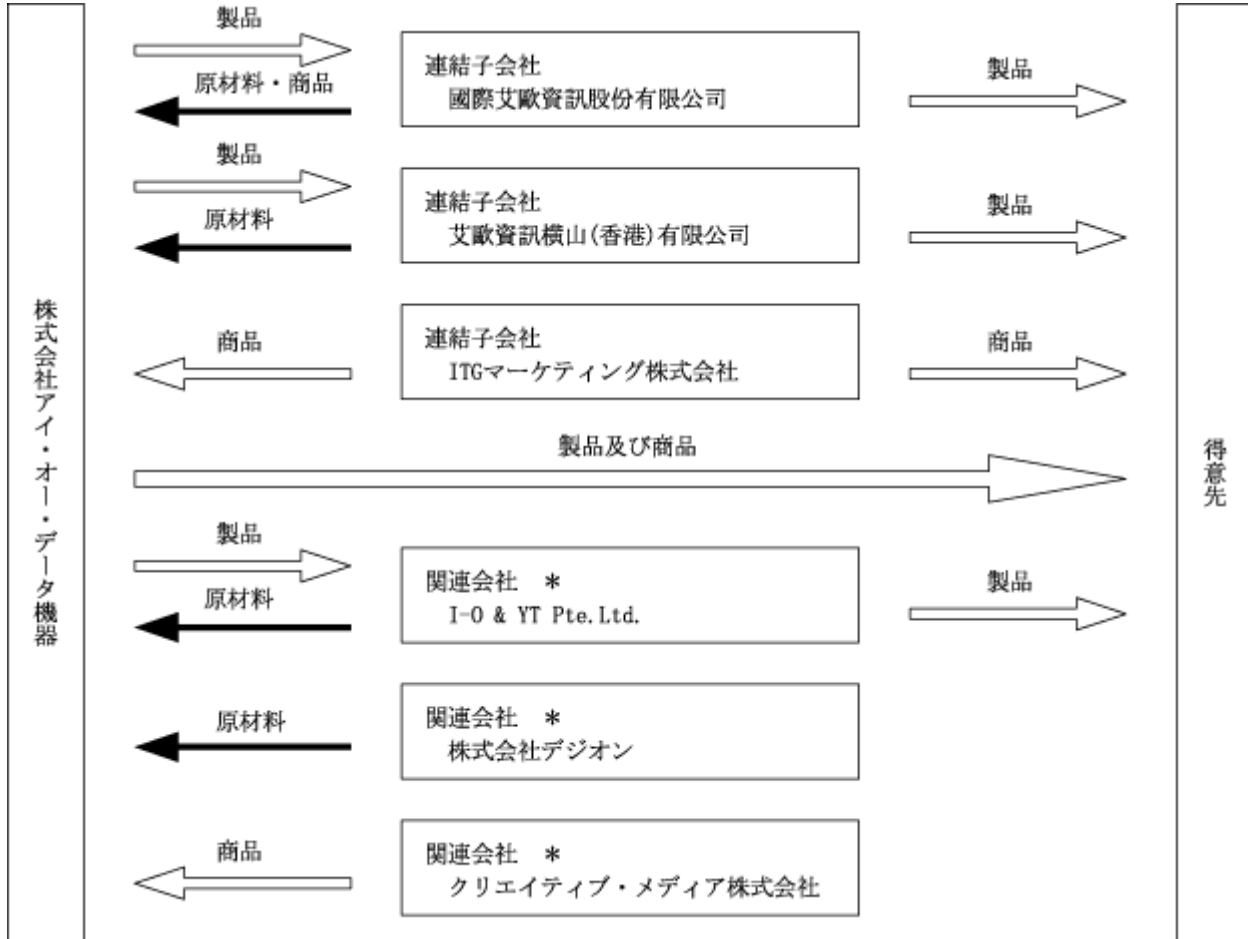 株式会社アイ・オー・データ機器
製品
原材料・商品
連結子会社
國際艾歐資訊股份有限公司
製品
製品
原材料
連結子会社
艾歐資訊横山(香港)有限公司
製品
商品
連結子会社
ITGマーケティング株式会社
商品
製品及び商品
製品
原材料
関連会社 *
I-O & YT Pte.Ltd.
製品
原材料
関連会社 *
株式会社デジオン
商品
関連会社 *
クリエイティブ・メディア株式会社
得意先